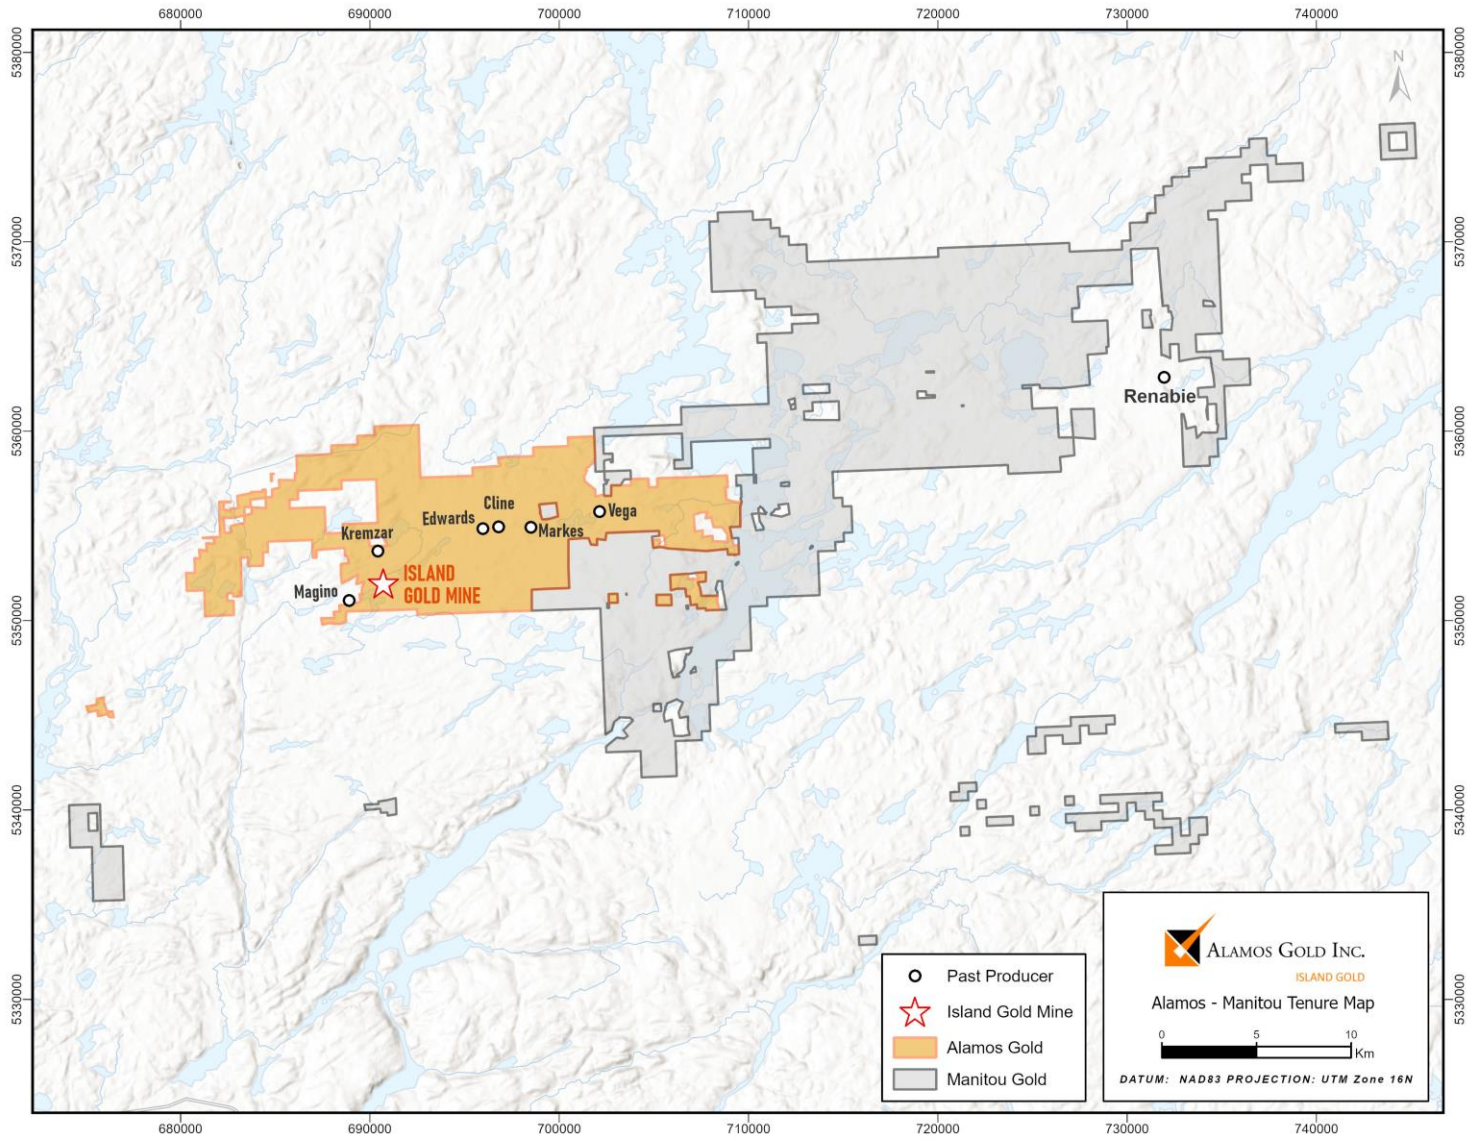 680000 690000 700000 710000 720000 730000 740000
5380000
5380000
N
5370000
5370000
Renabie
5360000
5360000
Cline
Edwards
Vega
Markes
Kremzar
ISLAND
GOLD MINE
Magino
5350000
5350000
5340000
5340000
5330000
5330000
Past Producer
Island Gold Mine
Alamos Gold
Manitou Gold
ALAMOS GOLD INC.
ISLAND GOLD
Alamos - Manitou Tenure Map
0 5 10
Km
DATUM: NAD83 PROJECTION: UTM Zone 16N
680000 690000 700000 710000 720000 730000 740000